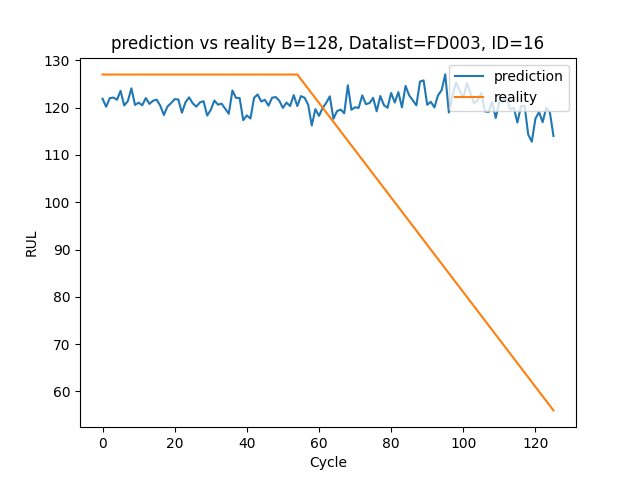 prediction vs reality B=128, Datalist=FD003, ID=16
prediction
reality
RUL
130
120
110
100
90
80
70
60
0 20 40 60 80 100 120
Cycle